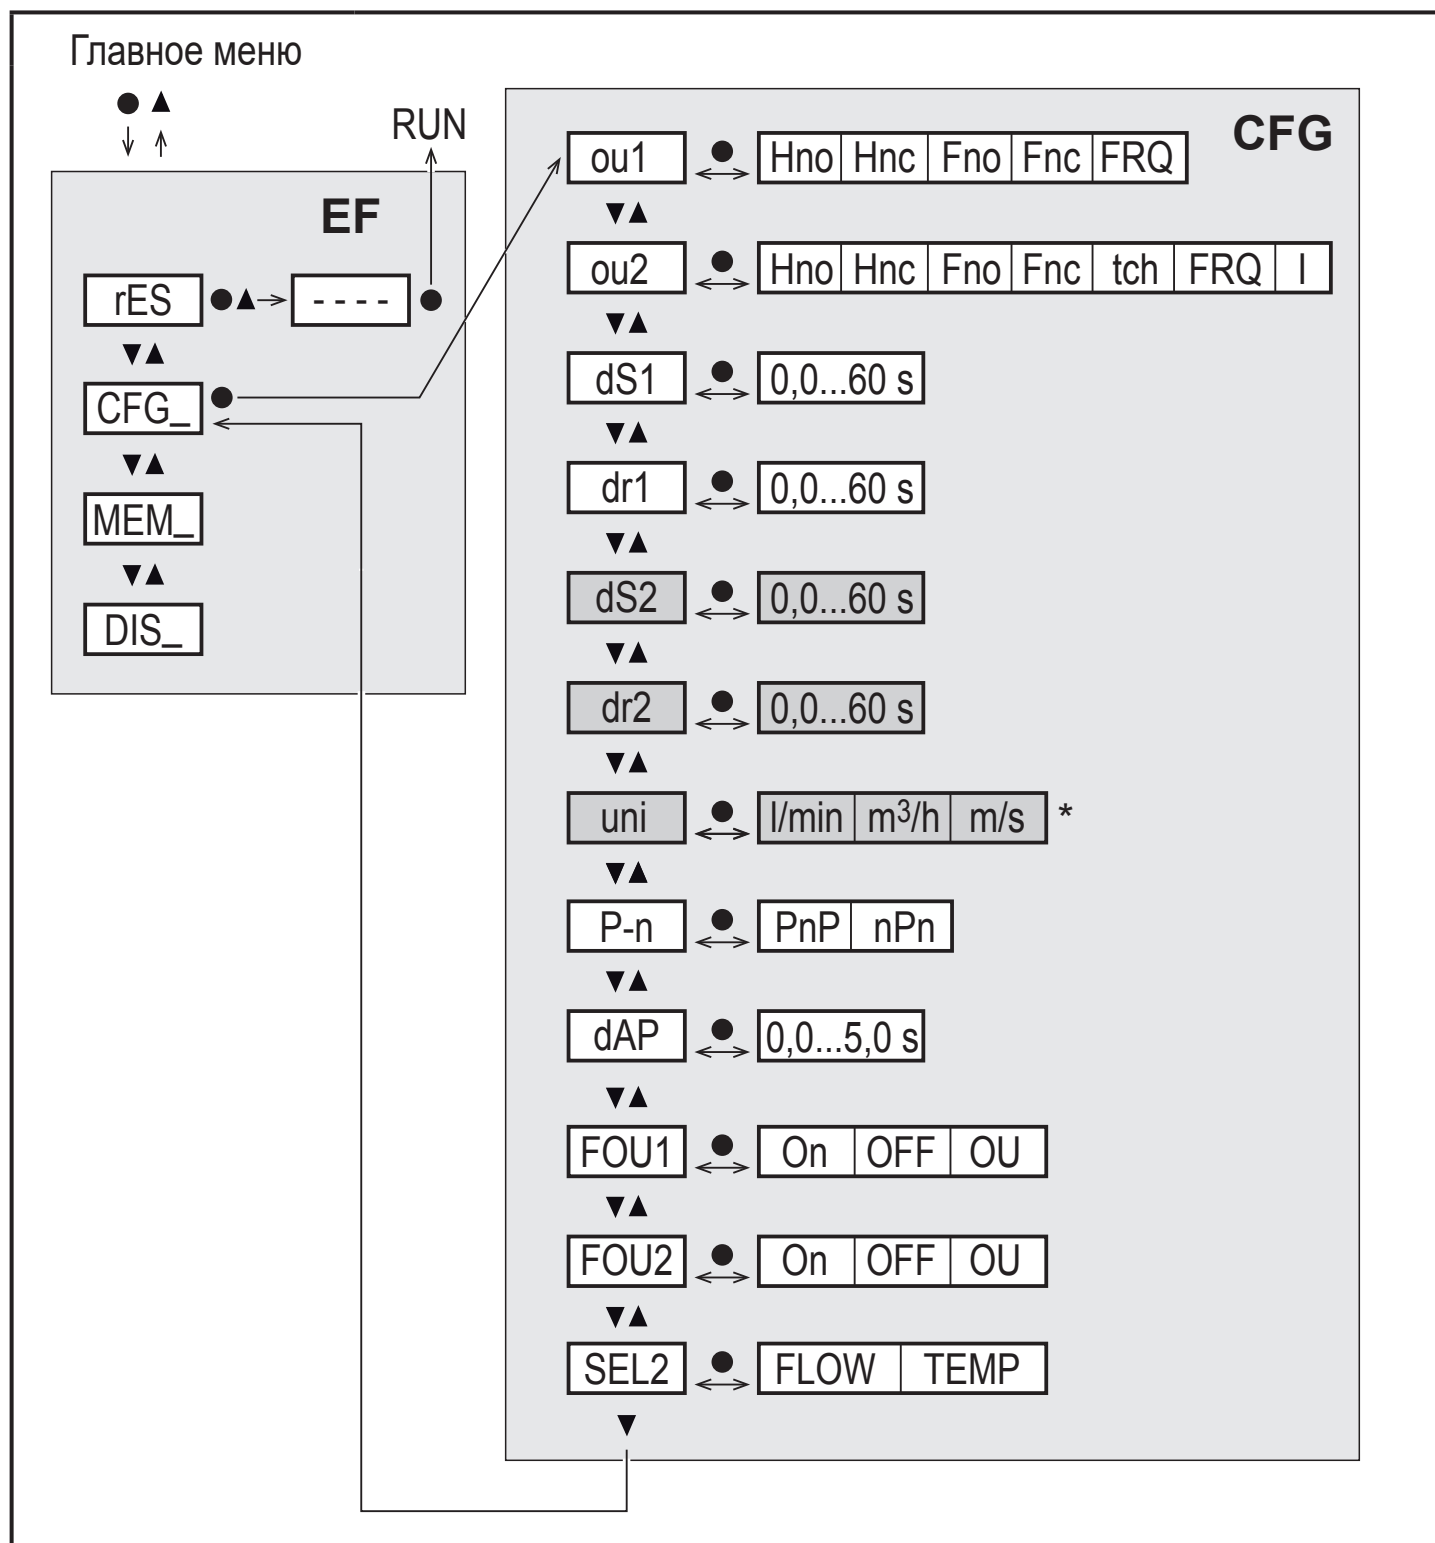 Главное меню
RUN
EF
rES - - - -
CFG_
MEM_
DIS_
CFG
ou1 Hno Hnc Fno Fnc FRQ
ou2 Hno Hnc Fno Fnc tch FRQ I
dS1 0,0...60 s
dr1 0,0...60 s
dS2 0,0...60 s
dr2 0,0...60 s
uni l/min m³/h m/s *
P-n PnP nPn
dAP 0,0...5,0 s
FOU1 On OFF OU
FOU2 On OFF OU
SEL2 FLOW TEMP